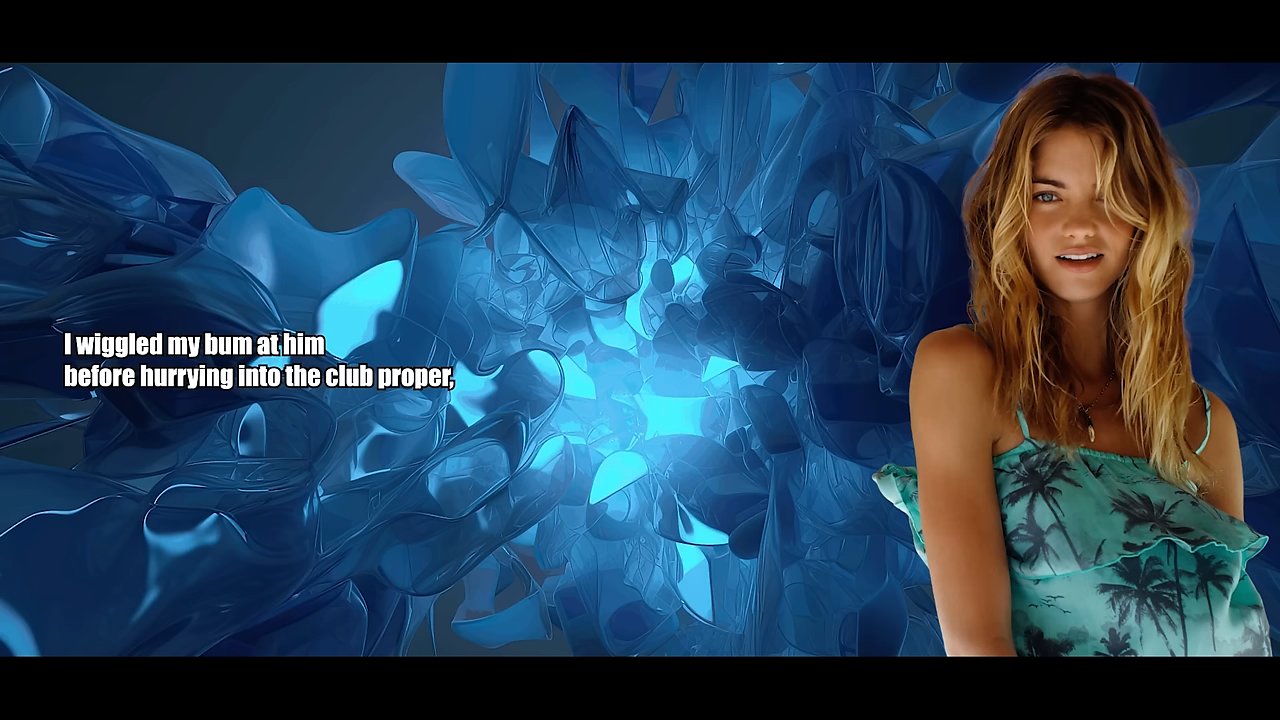 I wiggled my bum at him
before hurrying into the club proper,